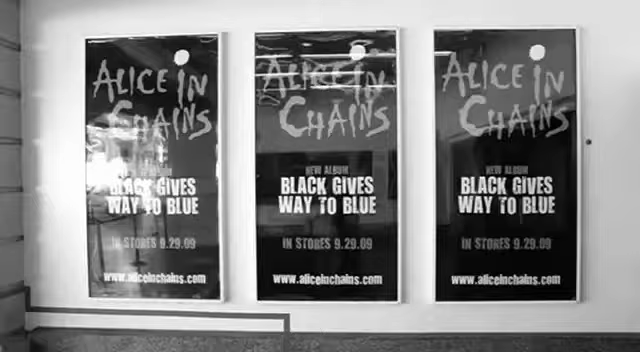 ALICE IN
CHAINS
NEW ALBUM
BLACK GIVES
WAY TO BLUE
IN STORES 9.29.09
www.aliceinchains.com
ALICE IN
CHAINS
NEW ALBUM
BLACK GIVES
WAY TO BLUE
IN STORES 9.29.09
www.aliceinchains.com
ALICE IN
CHAINS
NEW ALBUM
BLACK GIVES
WAY TO BLUE
IN STORES 9.29.09
www.aliceinchains.com